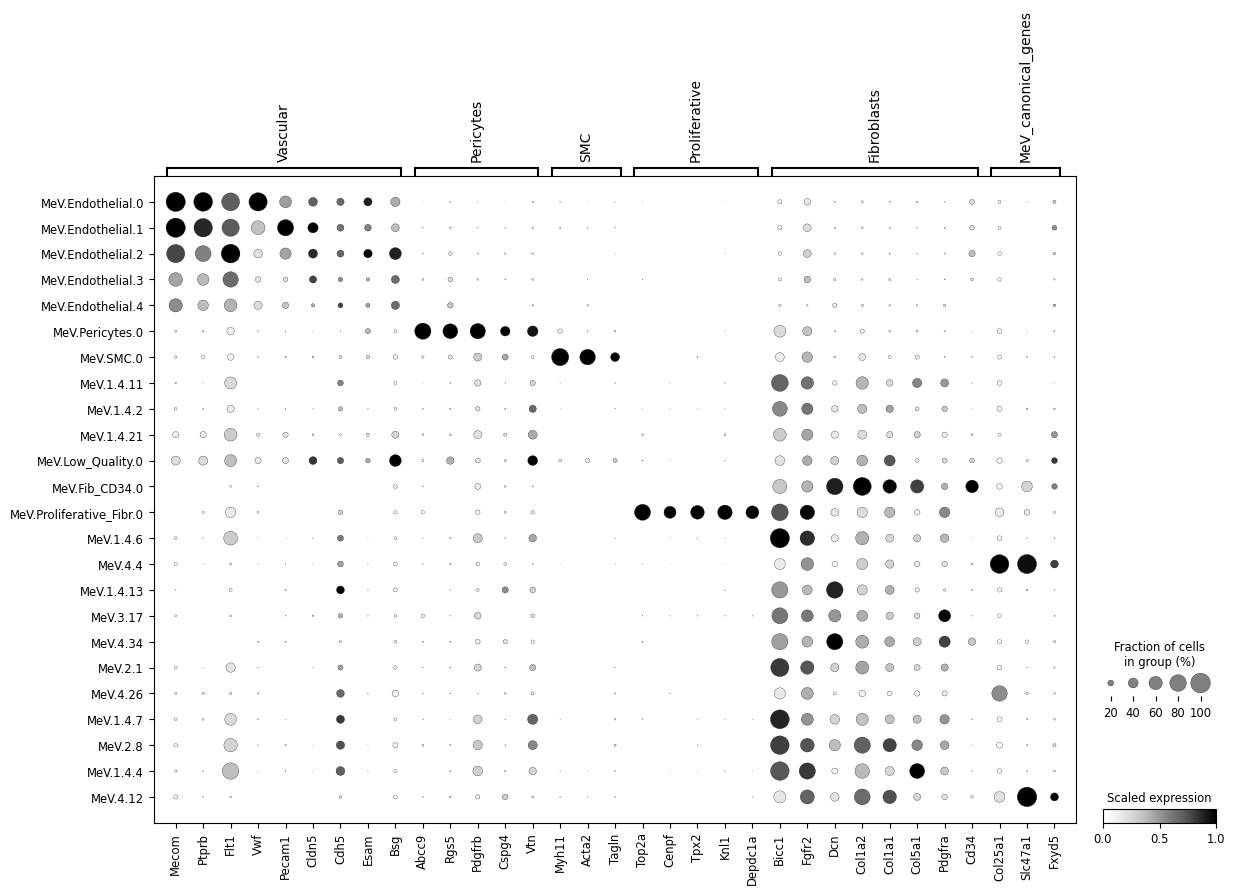 Vascular
Pericytes
SMC
Proliferative
Fibroblasts
MeV_canonical_genes
MeV.Endothelial.0
MeV.Endothelial.1
MeV.Endothelial.2
MeV.Endothelial.3
MeV.Endothelial.4
MeV.Pericytes.0
MeV.SMC.0
MeV.1.4.11
MeV.1.4.2
MeV.1.4.21
MeV.Low_Quality.0
MeV.Fib_CD34.0
MeV.Proliferative_Fibr.0
MeV.1.4.6
MeV.4.4
MeV.1.4.13
MeV.3.17
MeV.4.34
MeV.2.1
MeV.4.26
MeV.1.4.7
MeV.2.8
MeV.1.4.4
MeV.4.12
Mecom
Ptprb
Flt1
Vwf
Pecam1
Cldn5
Cdh5
Esam
Bsg
Abcc9
Rgs5
Pdgfrb
Cspg4
Vtn
Myh11
Acta2
Tagln
Top2a
Cenpf
Tpx2
Knl1
Depdc1a
Bicc1
Fgfr2
Dcn
Col1a2
Col1a1
Col5a1
Pdgfra
Cd34
Col25a1
Slc47a1
Fxyd5
Fraction of cells
in group (%)
20 40 60 80 100
Scaled expression
0.0 0.5 1.0